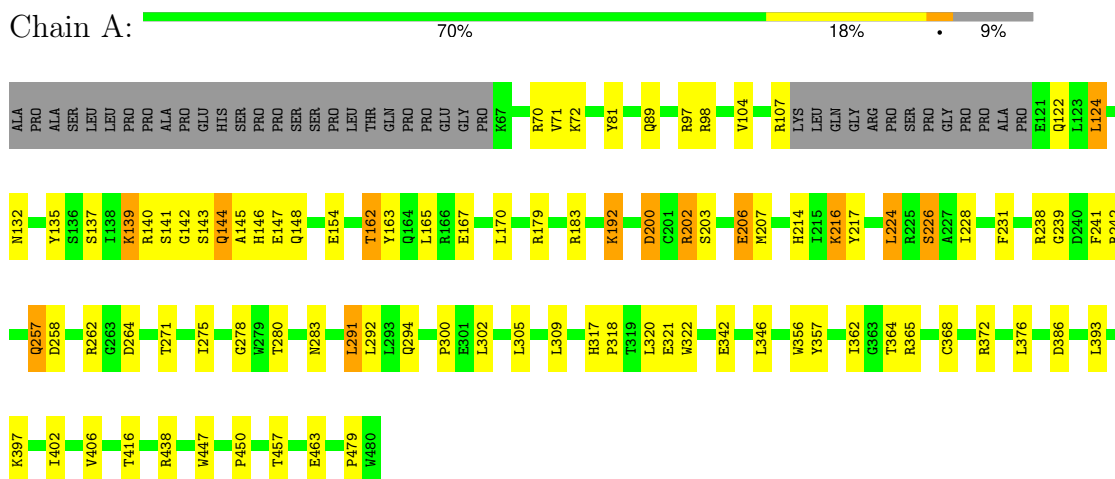 Chain A:
70% 18% • 9%
ALA PRO ALA SER LEU LEU PRO PRO ALA PRO GLU HIS SER PRO PRO SER SER PRO LEU THR GLN PRO PRO GLU GLY PRO K67 R70 V71 K72 Y81 Q89 R97 R98 V104 R107 LYS LEU GLN GLY ARG PRO SER PRO GLY PRO PRO ALA PRO E121 Q122 L123 L124
N132 Y135 S136 S137 I138 K139 R140 S141 G142 S143 Q144 A145 H146 E147 Q148 E154 T162 Y163 Q164 L165 R166 E167 L170 R179 R183 K192 D200 C201 R202 S203 E206 M207 H214 I215 K216 Y217 L224 R225 S226 A227 I228 F231 R238 G239 D240 F241
Q257 D258 R262 G263 D264 T271 I275 G278 W279 T280 N283 L291 L292 L293 Q294 P300 E301 L302 L305 L309 H317 P318 T319 L320 E321 W322 E342 L346 W356 Y357 I362 G363 T364 R365 C368 R372 L376 D386 L393
K397 I402 V406 T416 R438 W447 P450 T457 E463 P479 W480